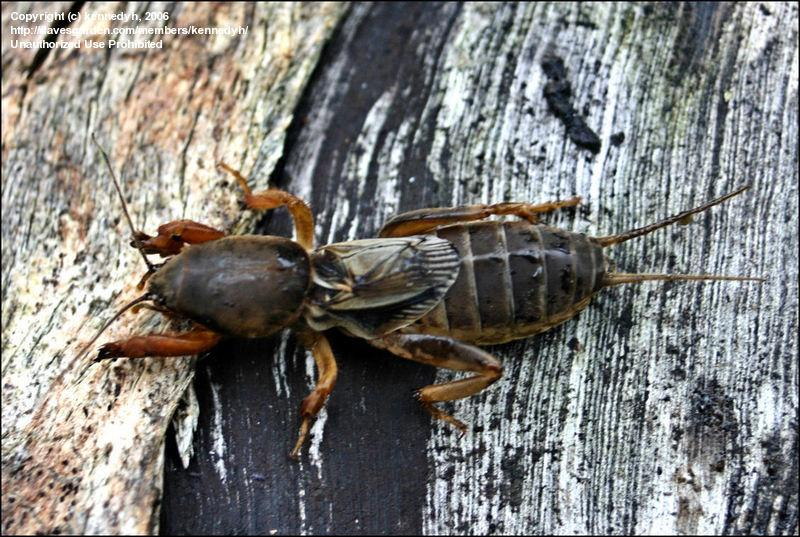 Copyright (c) kennedyh, 2006
http://davesgarden.com/members/kennedyh/
Unauthorized Use Prohibited